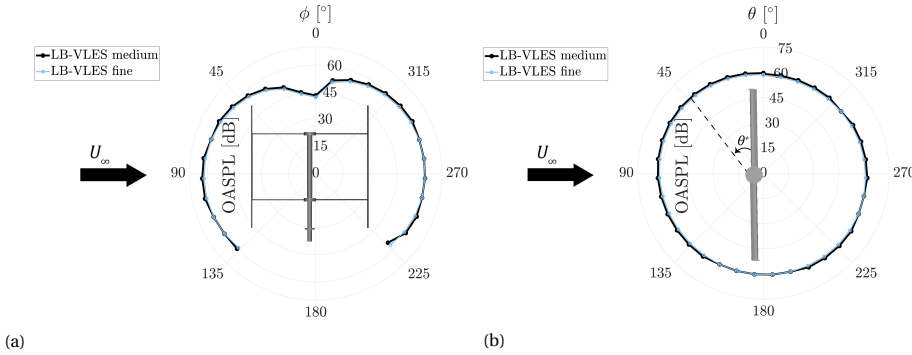 ϕ [°]
0
LB-VLES medium
LB-VLES fine
45
315
60
45
30
15
0
OASPL [dB]
U∞
90
270
135
225
180
(a)
θ [°]
0
LB-VLES medium
LB-VLES fine
75
45
315
60
45
30
15
0
θ*
OASPL [dB]
U∞
90
270
135
225
180
(b)